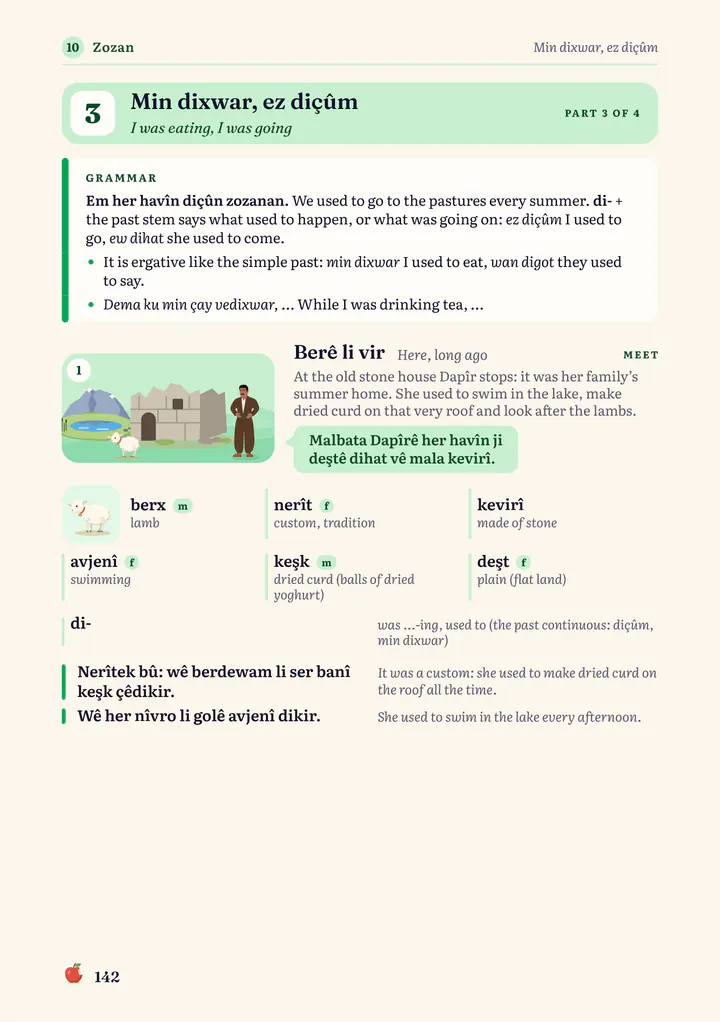 10 Zozan
Min dixwar, ez diçûm
3
Min dixwar, ez diçûm
I was eating, I was going
PART 3 OF 4
GRAMMAR
Em her havîn diçûn zozanan. We used to go to the pastures every summer. di- +
the past stem says what used to happen, or what was going on: ez diçûm I used to
go, ew dihat she used to come.
• It is ergative like the simple past: min dixwar I used to eat, wan digot they used
to say.
• Dema ku min çay vedixwar, … While I was drinking tea, …
1
Berê li vir Here, long ago
MEET
At the old stone house Dapîr stops: it was her family’s
summer home. She used to swim in the lake, make
dried curd on that very roof and look after the lambs.
Malbata Dapîrê her havîn ji
deştê dihat vê mala kevirî.
berx m
lamb
nerît f
custom, tradition
kevirî
made of stone
avjenî f
swimming
keşk m
dried curd (balls of dried
yoghurt)
deşt f
plain (flat land)
di-
was …-ing, used to (the past continuous: diçûm,
min dixwar)
Nerîtek bû: wê berdewam li ser banî
keşk çêdikir.
It was a custom: she used to make dried curd on
the roof all the time.
Wê her nîvro li golê avjenî dikir.
She used to swim in the lake every afternoon.
142